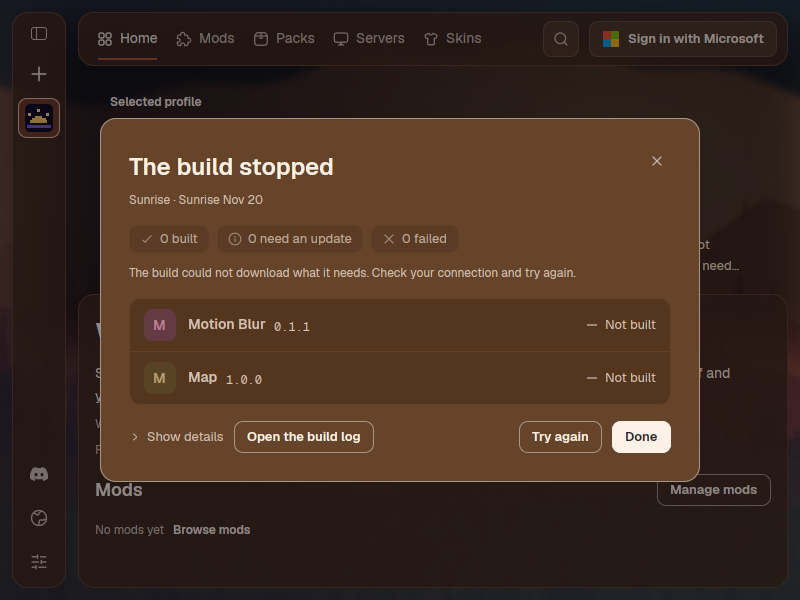 Home
Mods
Packs
Servers
Skins
Sign in with Microsoft
Selected profile
The build stopped
Sunrise · Sunrise Nov 20
0 built
0 need an update
0 failed
The build could not download what it needs. Check your connection and try again.
need…
M Motion Blur 0.1.1 — Not built
M Map 1.0.0 — Not built
and
Show details
Open the build log
Try again
Done
Mods
Manage mods
No mods yet Browse mods